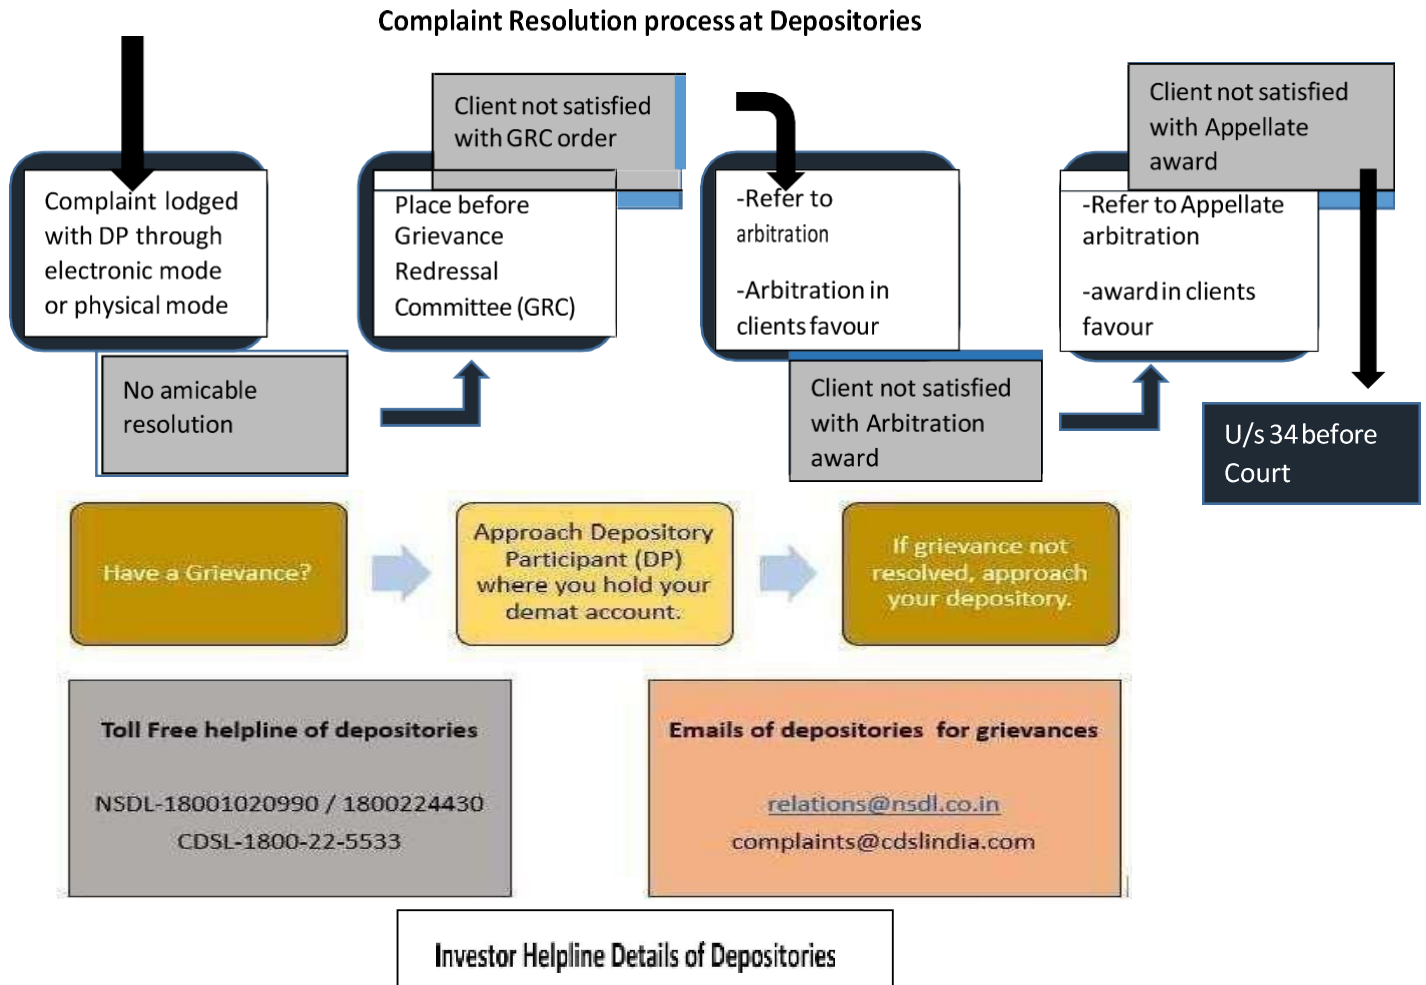 Complaint Resolution process at Depositories
Complaint lodged
with DP through
electronic mode
or physical mode
No amicable
resolution
Place before
Grievance
Redressal
Committee (GRC)
Client not satisfied
with GRC order
-Refer to
arbitration
-Arbitration in
clients favour
Client not satisfied
with Arbitration
award
-Refer to Appellate
arbitration
-award in clients
favour
Client not satisfied
with Appellate
award
U/s 34 before
Court
Have a Grievance?
Approach Depository
Participant (DP)
where you hold your
demat account.
If grievance not
resolved, approach
your depository.
Toll Free helpline of depositories
NSDL-18001020990 / 1800224430
CDSL-1800-22-5533
Emails of depositories for grievances
relations@nsdl.co.in
complaints@cdslindia.com
Investor Helpline Details of Depositories